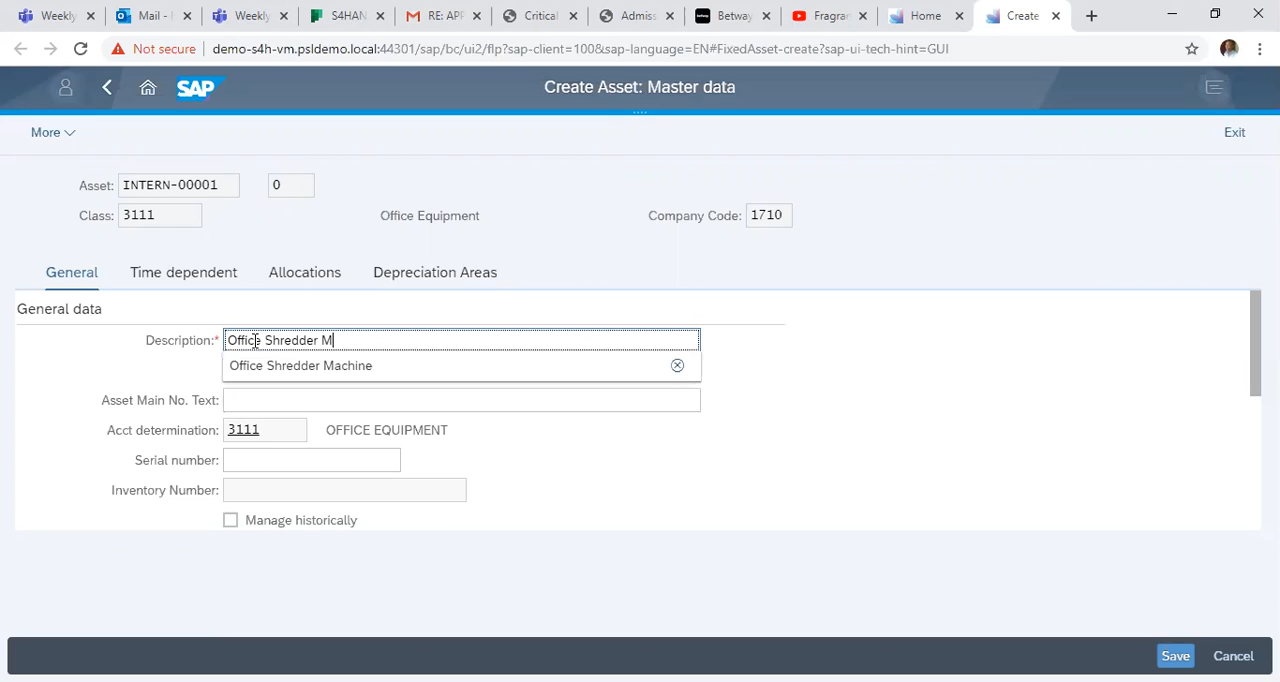 Weekly
Mail -
Weekly
S4HAN
RE: APP
Critical
Admiss
Betway
Fragran
Home
Create
Not secure
demo-s4h-vm.psldemo.local:44301/sap/bc/ui2/flp?sap-client=100&sap-language=EN#FixedAsset-create?sap-ui-tech-hint=GUI
SAP
Create Asset: Master data
More
Exit
Asset: INTERN-00001 0
Class: 3111 Office Equipment Company Code: 1710
General Time dependent Allocations Depreciation Areas
General data
Description:* Office Shredder M
Office Shredder Machine
Asset Main No. Text:
Acct determination: 3111 OFFICE EQUIPMENT
Serial number:
Inventory Number:
Manage historically
Save Cancel